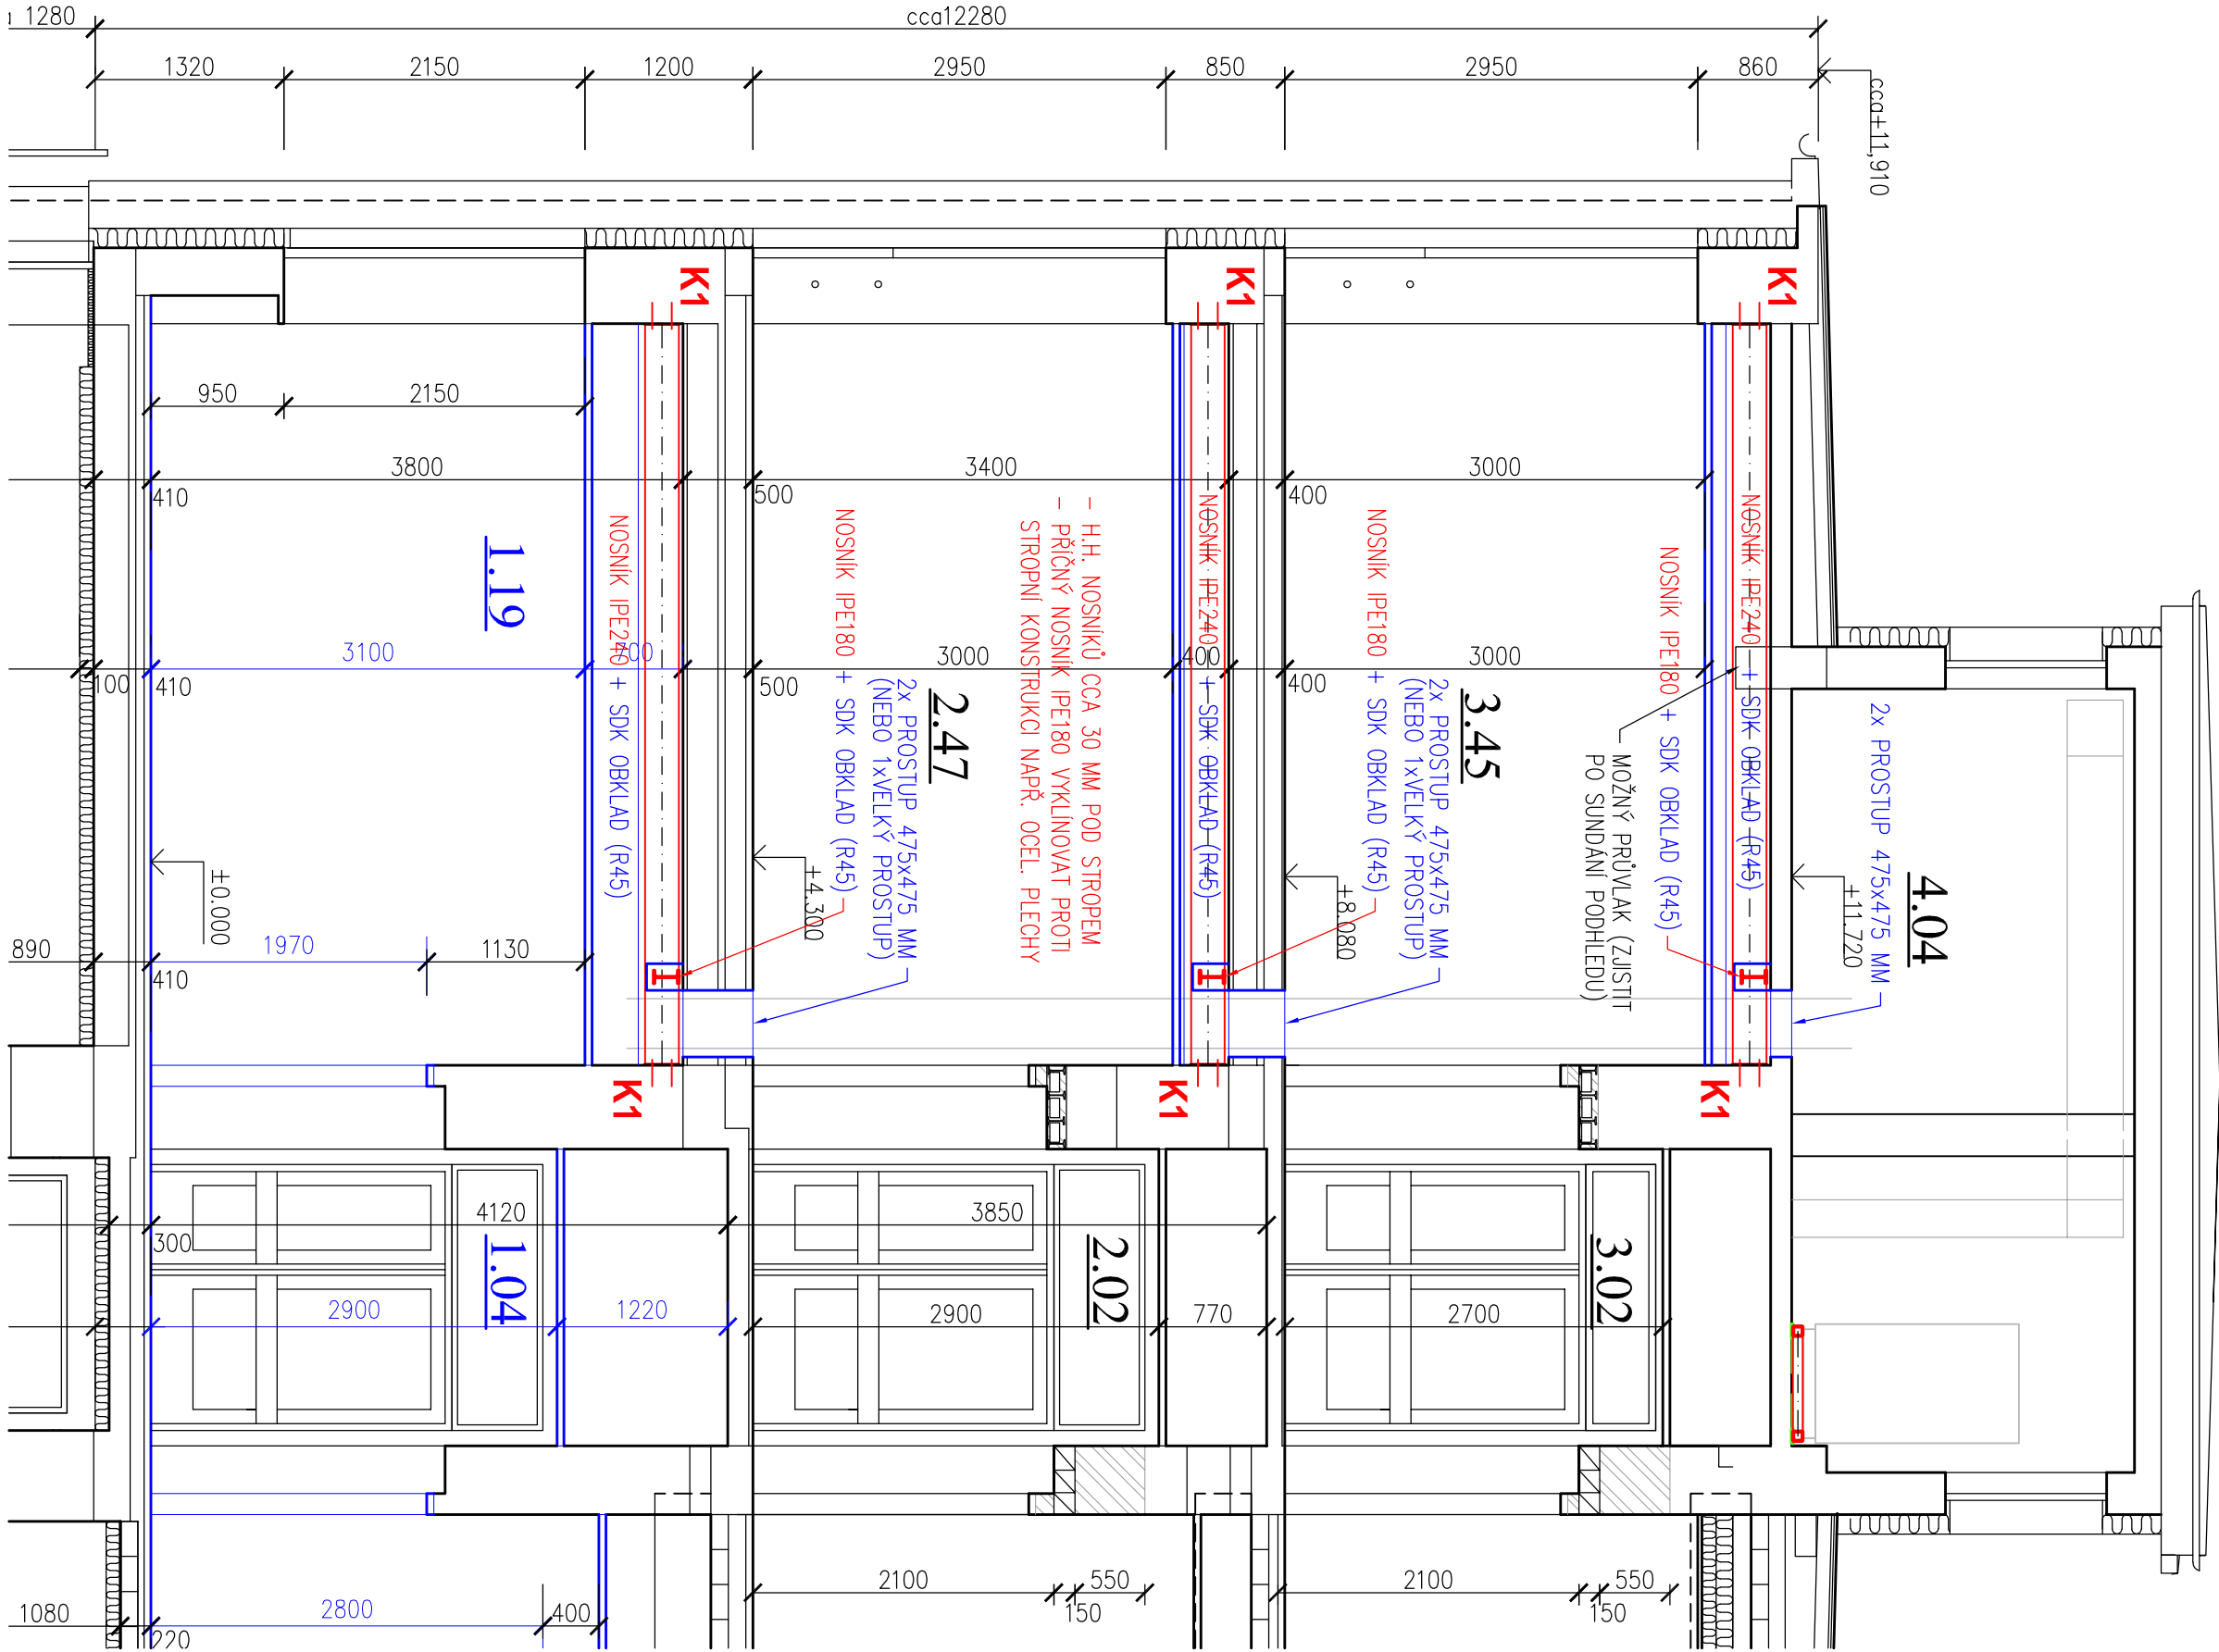 1280
cca12280
1320
2150
1200
2950
850
2950
860
cca+11,910
K1
K1
K1
950
2150
3800
3400
3000
410
500
400
1.19
NOSNÍK IPE240 + SDK OBKLAD (R45)
NOSNÍK IPE180 + SDK OBKLAD (R45)
2x PROSTUP 475x475 MM
(NEBO 1xVELKÝ PROSTUP)
2.47
- H.H. NOSNÍKŮ CCA 30 MM POD STROPEM
- PŘÍČNÝ NOSNÍK IPE180 VYKLÍNOVAT PROTI
STROPNÍ KONSTRUKCI NAPŘ. OCEL. PLECHY
NOSNÍK IPE240 + SDK OBKLAD (R45)
NOSNÍK IPE180 + SDK OBKLAD (R45)
2x PROSTUP 475x475 MM
(NEBO 1xVELKÝ PROSTUP)
3.45
NOSNÍK IPE240 + SDK OBKLAD (R45)
NOSNÍK IPE180 + SDK OBKLAD (R45)
MOŽNÝ PRŮVLAK (ZJISTIT
PO SUNDÁNÍ PODHLEDU)
2x PROSTUP 475x475 MM
4.04
3100
700
3000
400
3000
100
410
500
400
±0.000
+4.300
+8.080
+11.720
890
1970
1130
410
K1
K1
K1
4120
3850
300
1.04
2.02
3.02
2900
1220
2900
770
2700
2100
550
150
2100
550
150
1080
2800
400
220